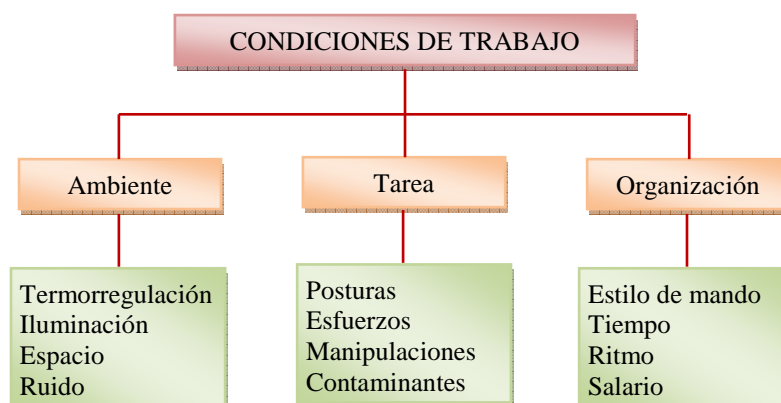 CONDICIONES DE TRABAJO
Ambiente
Tarea
Organización
Termorregulación
Iluminación
Espacio
Ruido
Posturas
Esfuerzos
Manipulaciones
Contaminantes
Estilo de mando
Tiempo
Ritmo
Salario